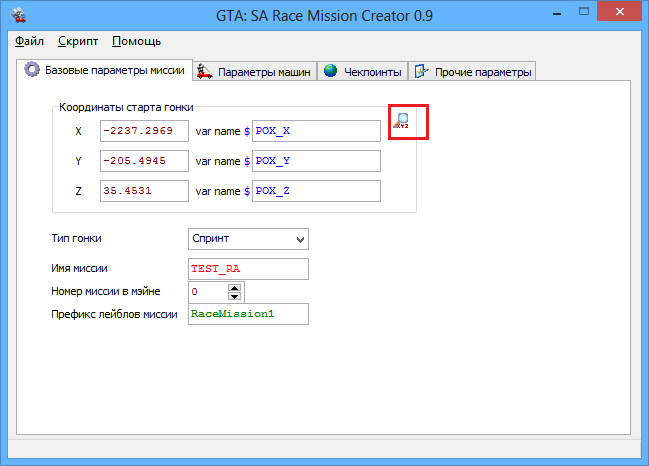 GTA: SA Race Mission Creator 0.9
Файл Скрипт Помощь
Базовые параметры миссии Параметры машин Чекпоинты Прочие параметры
Координаты старта гонки
X -2237.2969 var name $ POX_X
XYZ
Y -205.4945 var name $ POX_Y
Z 35.4531 var name $ POX_Z
Тип гонки Спринт
Имя миссии TEST_RA
Номер миссии в мэйне 0
Префикс лейблов миссии RaceMission1